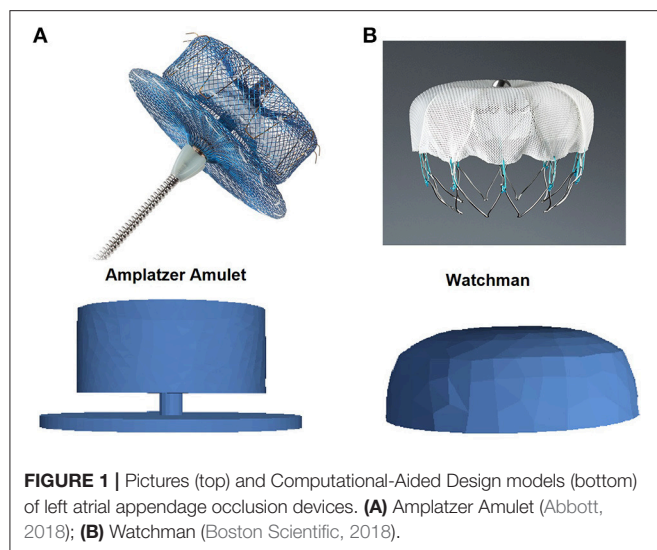 A
B
Amplatzer Amulet
Watchman
FIGURE 1 | Pictures (top) and Computational-Aided Design models (bottom)
of left atrial appendage occlusion devices. (A) Amplatzer Amulet (Abbott,
2018); (B) Watchman (Boston Scientific, 2018).